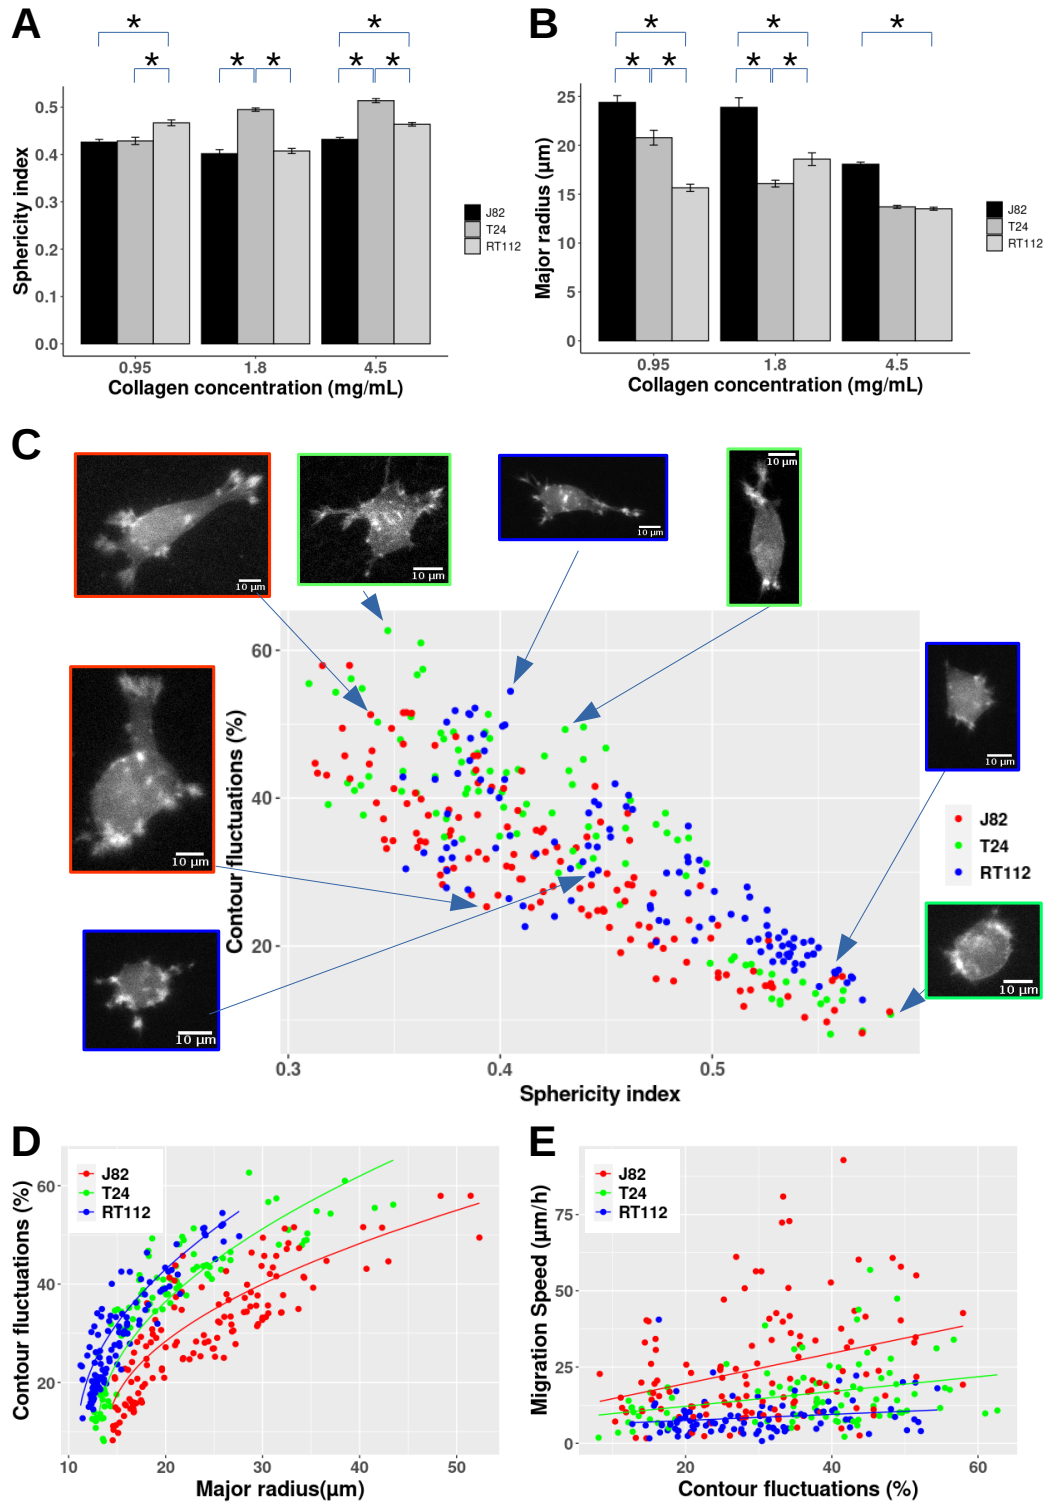 A
*
*
* *
*
* *
0.5
0.4
0.3
0.2
0.1
0.0
Sphericity index
0.95 1.8 4.5
Collagen concentration (mg/mL)
J82
T24
RT112
B
*
* *
*
* *
*
25
20
15
10
5
0
Major radius (µm)
0.95 1.8 4.5
Collagen concentration (mg/mL)
J82
T24
RT112
C
10 µm
10 µm
10 µm
10 µm
10 µm
10 µm
10 µm
10 µm
60
40
20
Contour fluctuations (%)
0.3 0.4 0.5
Sphericity index
J82
T24
RT112
D
J82
T24
RT112
60
40
20
Contour fluctuations (%)
10 20 30 40 50
Major radius(µm)
E
J82
T24
RT112
75
50
25
0
Migration Speed (µm/h)
20 40 60
Contour fluctuations (%)